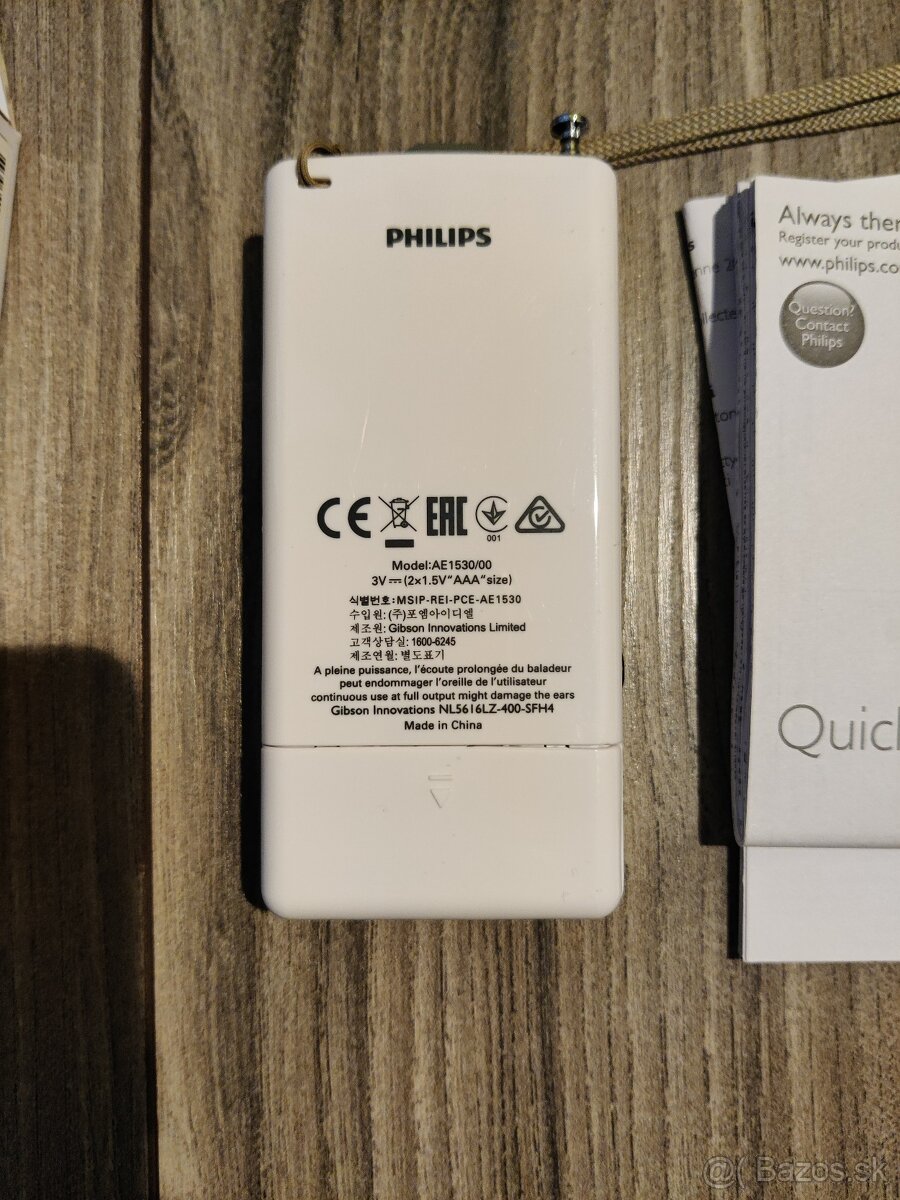 PHILIPS
CE EAC
001
Model:AE1530/00
3V⎓(2x1.5V"AAA"size)
식별번호: MSIP-REI-PCE-AE1530
수입원: (주)포엠아이디엘
제조원: Gibson Innovations Limited
고객상담실: 1600-6245
제조연월: 별도표기
A pleine puissance, l'écoute prolongée du baladeur
peut endommager l'oreille de l'utilisateur
continuous use at full output might damage the ears
Gibson Innovations NL5616LZ-400-SFH4
Made in China
Always ther
Register your produ
www.philips.co
Question?
Contact
Philips
Quick
@( Bazos.sk